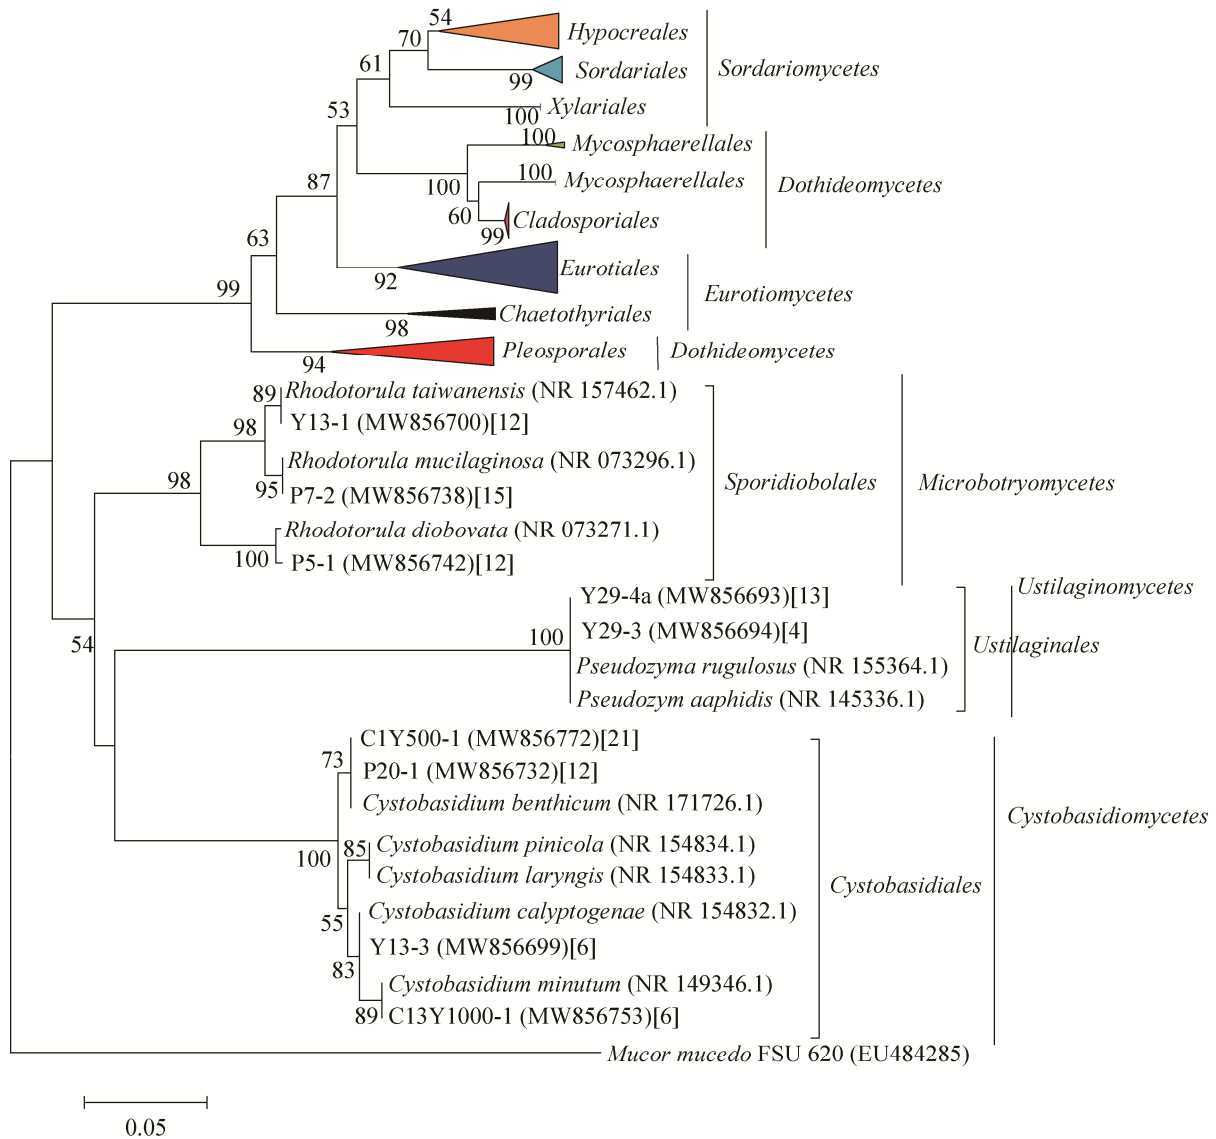 54
Hypocreales
70
61
Sordariales
Sordariomycetes
99
Xylariales
100
53
100
Mycosphaerellales
100
Mycosphaerellales
Dothideomycetes
87
100
60
Cladosporiales
99
63
Eurotiales
92
Eurotiomycetes
99
Chaetothyriales
98
Pleosporales
Dothideomycetes
94
89
Rhodotorula taiwanensis (NR 157462.1)
Y13-1 (MW856700)[12]
98
Rhodotorula mucilaginosa (NR 073296.1)
95
P7-2 (MW856738)[15]
98
Sporidiobolales
Microbotryomycetes
Rhodotorula diobovata (NR 073271.1)
100
P5-1 (MW856742)[12]
Ustilaginomycetes
Y29-4a (MW856693)[13]
100
Y29-3 (MW856694)[4]
54
Ustilaginales
Pseudozyma rugulosus (NR 155364.1)
Pseudozym aaphidis (NR 145336.1)
C1Y500-1 (MW856772)[21]
73
P20-1 (MW856732)[12]
Cystobasidium benthicum (NR 171726.1)
Cystobasidiomycetes
100
85
Cystobasidium pinicola (NR 154834.1)
Cystobasidium laryngis (NR 154833.1)
Cystobasidiales
Cystobasidium calyptogenae (NR 154832.1)
55
Y13-3 (MW856699)[6]
83
Cystobasidium minutum (NR 149346.1)
89
C13Y1000-1 (MW856753)[6]
Mucor mucedo FSU 620 (EU484285)
0.05